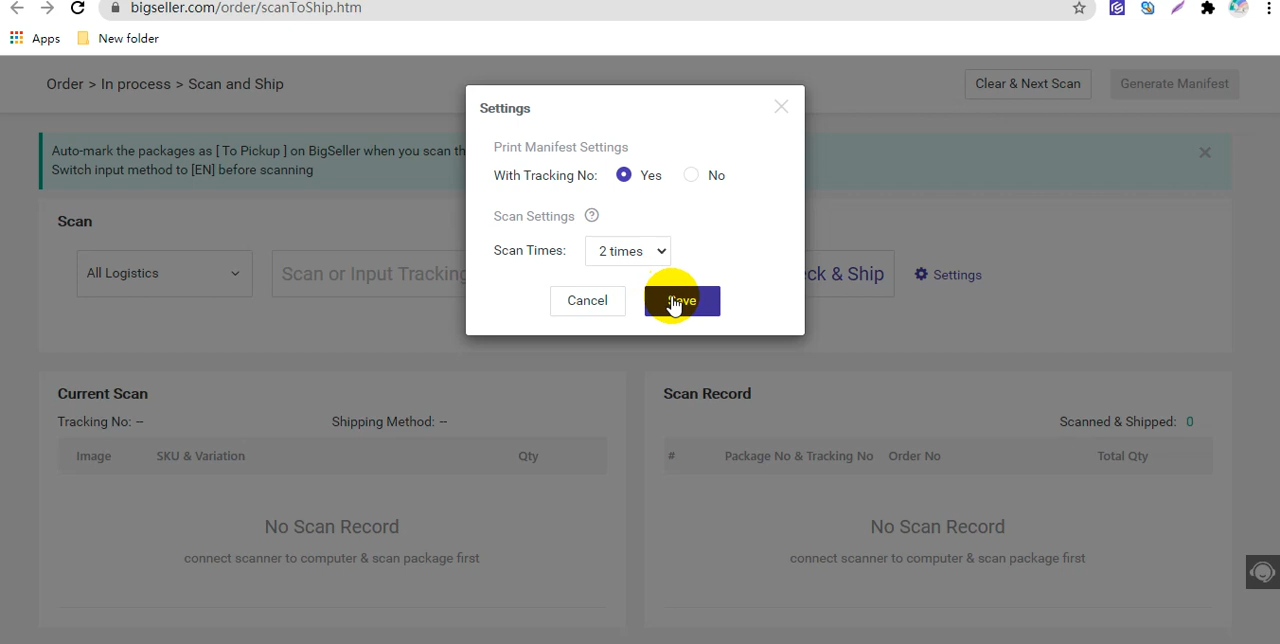 bigseller.com/order/scanToShip.htm
Apps New folder
Order > In process > Scan and Ship
Clear & Next Scan
Generate Manifest
Auto-mark the packages as [ To Pickup ] on BigSeller when you scan th
Switch input method to [EN] before scanning
Settings
Print Manifest Settings
With Tracking No: Yes No
Scan Settings ?
Scan Times: 2 times
Cancel Save
Scan
All Logistics
Scan or Input Tracking
ck & Ship
Settings
Current Scan
Tracking No: -- Shipping Method: --
Image SKU & Variation Qty
No Scan Record
connect scanner to computer & scan package first
Scan Record
Scanned & Shipped: 0
# Package No & Tracking No Order No Total Qty
No Scan Record
connect scanner to computer & scan package first